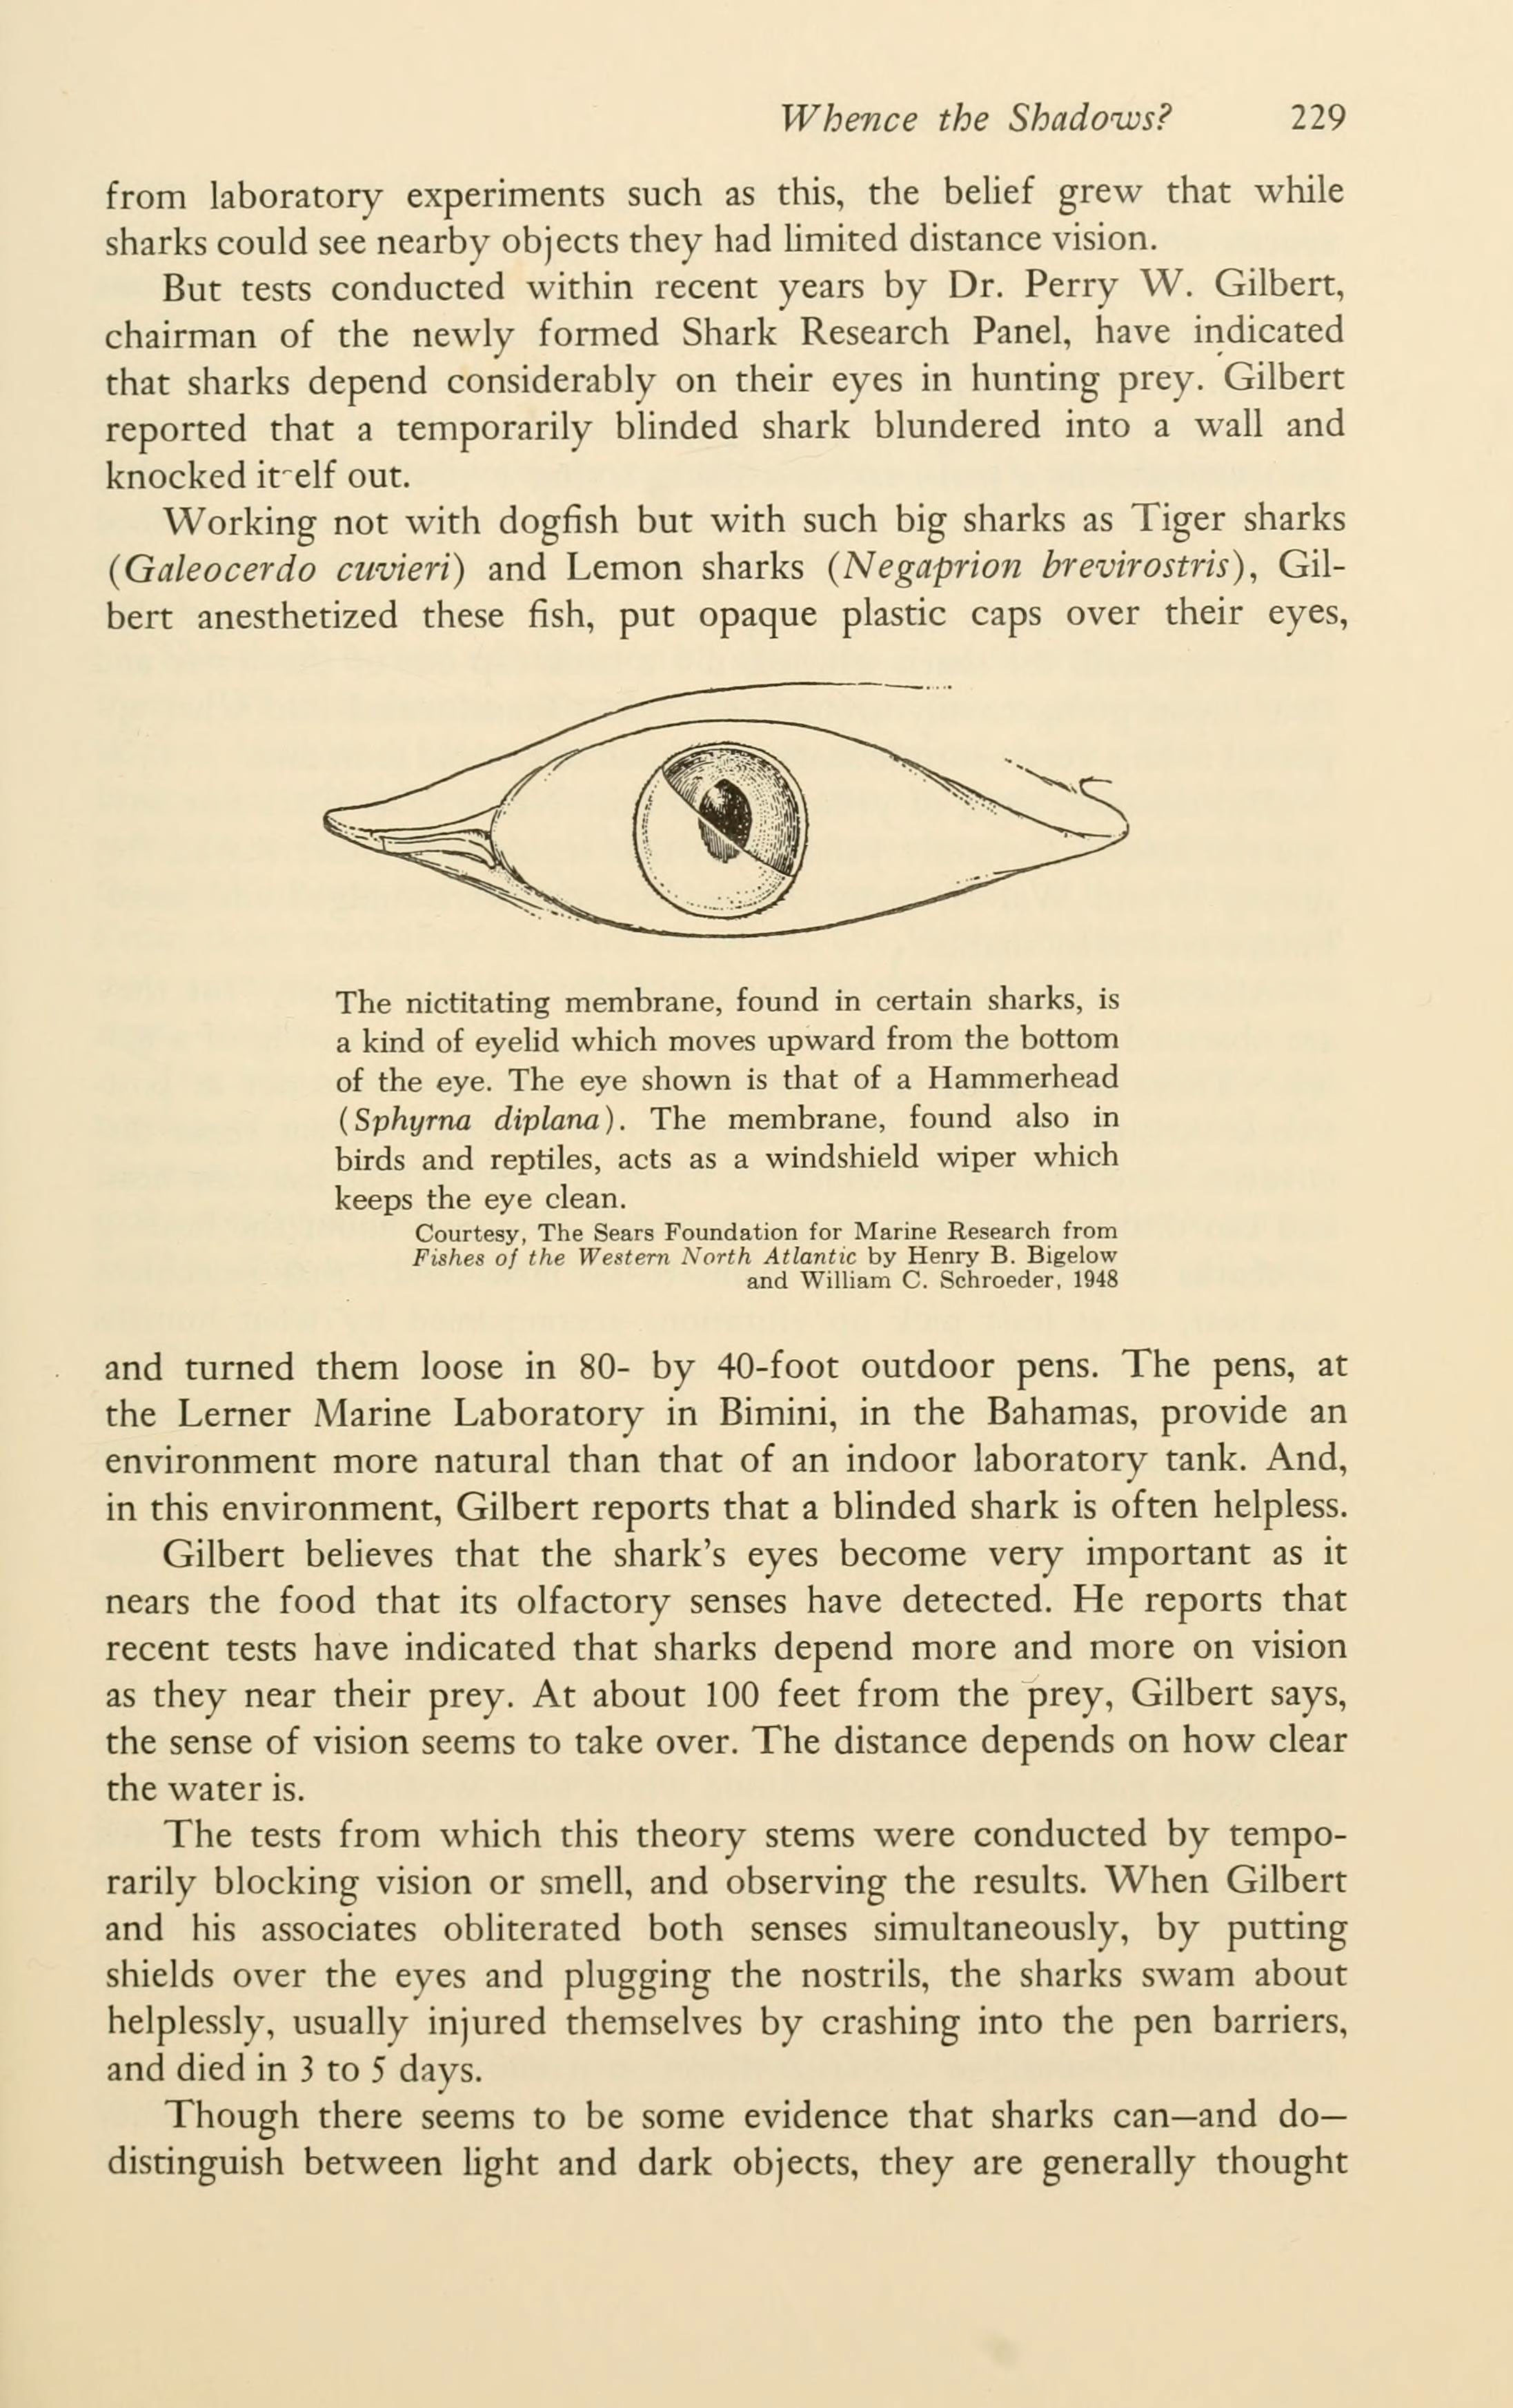 Whence the Shadows? 229
from laboratory experiments such as this, the belief grew that while
sharks could see nearby objects they had limited distance vision.
But tests conducted within recent years by Dr. Perry W. Gilbert,
chairman of the newly formed Shark Research Panel, have indicated
that sharks depend considerably on their eyes in hunting prey. Gilbert
reported that a temporarily blinded shark blundered into a wall and
knocked it-elf out.
Working not with dogfish but with such big sharks as Tiger sharks
(Galeocerdo cuvieri) and Lemon sharks (Negaprion brevirostris), Gil-
bert anesthetized these fish, put opaque plastic caps over their eyes,
The nictitating membrane, found in certain sharks, is
a kind of eyelid which moves upward from the bottom
of the eye. The eye shown is that of a Hammerhead
(Sphyrna diplana). The membrane, found also in
birds and reptiles, acts as a windshield wiper which
keeps the eye clean.
Courtesy, The Sears Foundation for Marine Research from
Fishes of the Western North Atlantic by Henry B. Bigelow
and William C. Schroeder, 1948
and turned them loose in 80- by 40-foot outdoor pens. The pens, at
the Lerner Marine Laboratory in Bimini, in the Bahamas, provide an
environment more natural than that of an indoor laboratory tank. And,
in this environment, Gilbert reports that a blinded shark is often helpless.
Gilbert believes that the shark's eyes become very important as it
nears the food that its olfactory senses have detected. He reports that
recent tests have indicated that sharks depend more and more on vision
as they near their prey. At about 100 feet from the prey, Gilbert says,
the sense of vision seems to take over. The distance depends on how clear
the water is.
The tests from which this theory stems were conducted by tempo-
rarily blocking vision or smell, and observing the results. When Gilbert
and his associates obliterated both senses simultaneously, by putting
shields over the eyes and plugging the nostrils, the sharks swam about
helplessly, usually injured themselves by crashing into the pen barriers,
and died in 3 to 5 days.
Though there seems to be some evidence that sharks can—and do—
distinguish between light and dark objects, they are generally thought